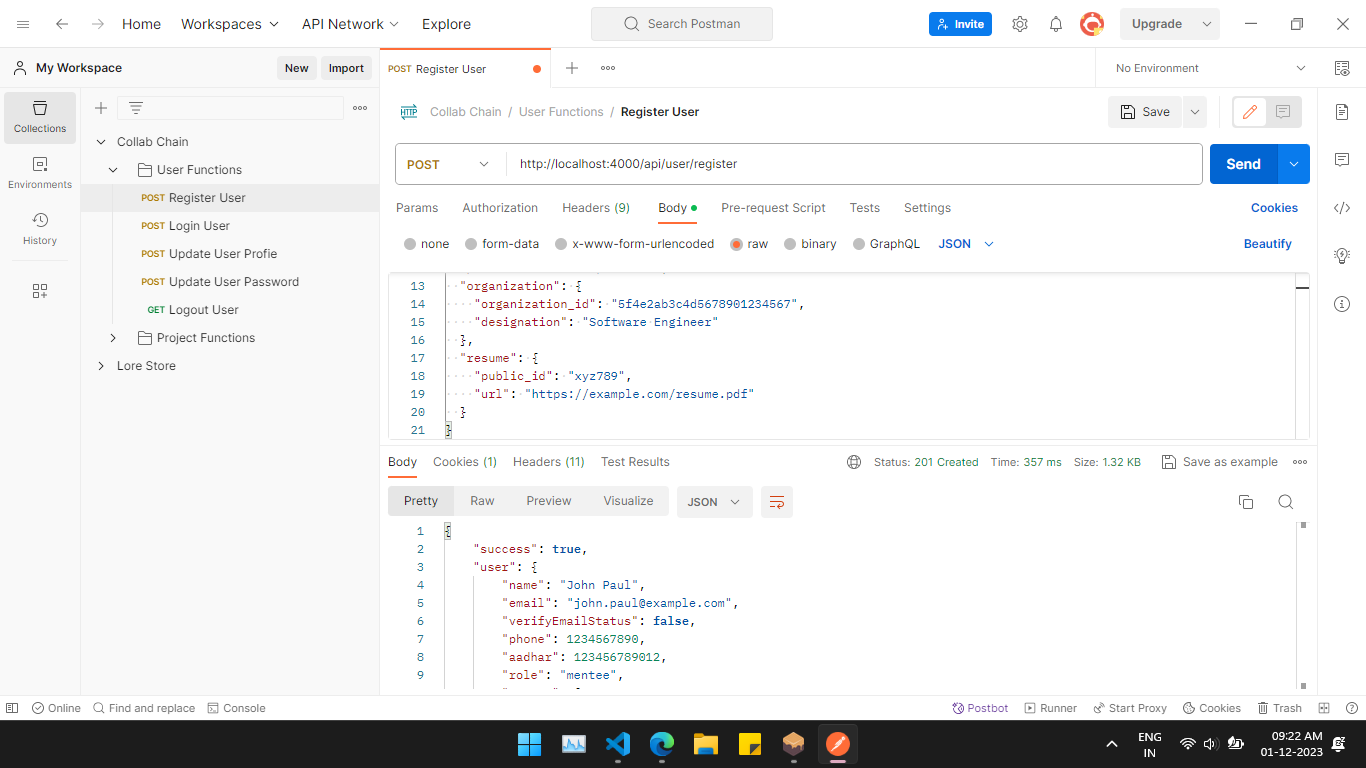 Home Workspaces API Network Explore Search Postman Invite Upgrade
My Workspace New Import POST Register User No Environment
Collections
Environments
History
Collab Chain
User Functions
POST Register User
POST Login User
POST Update User Profie
POST Update User Password
GET Logout User
Project Functions
Lore Store
HTTP Collab Chain / User Functions / Register User Save
POST http://localhost:4000/api/user/register Send
Params Authorization Headers (9) Body Pre-request Script Tests Settings Cookies
none form-data x-www-form-urlencoded raw binary GraphQL JSON Beautify
13 "organization": {
14 "organization_id": "5f4e2ab3c4d5678901234567",
15 "designation": "Software Engineer"
16 },
17 "resume": {
18 "public_id": "xyz789",
19 "url": "https://example.com/resume.pdf"
20 }
21 }
Body Cookies (1) Headers (11) Test Results Status: 201 Created Time: 357 ms Size: 1.32 KB Save as example
Pretty Raw Preview Visualize JSON
1 {
2 "success": true,
3 "user": {
4 "name": "John Paul",
5 "email": "john.paul@example.com",
6 "verifyEmailStatus": false,
7 "phone": 1234567890,
8 "aadhar": 123456789012,
9 "role": "mentee",
Online Find and replace Console Postbot Runner Start Proxy Cookies Trash
ENG 09:22 AM
IN 01-12-2023